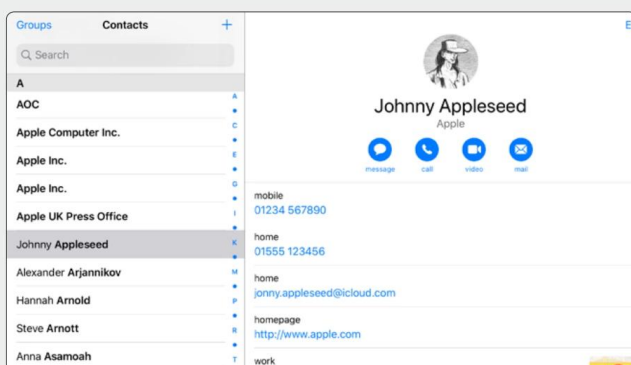 Groups
Contacts
+
Search
A
AOC
Apple Computer Inc.
Apple Inc.
Apple Inc.
Apple UK Press Office
Johnny Appleseed
Alexander Arjannikov
Hannah Arnold
Steve Arnott
Anna Asamoah
A
C
E
G
I
K
M
P
R
T
E
Johnny Appleseed
Apple
message call video mail
mobile
01234 567890
home
01555 123456
home
jonny.appleseed@icloud.com
homepage
http://www.apple.com
work